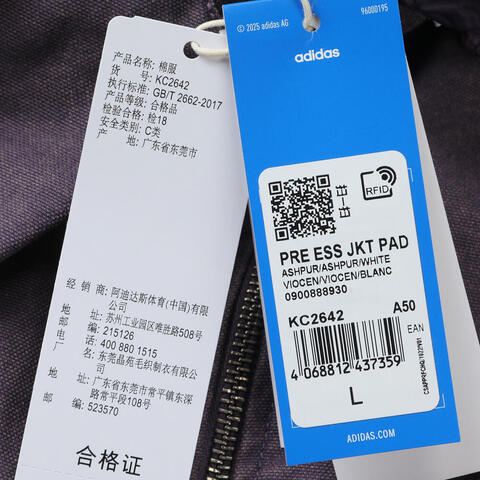 产品名称: 棉服
货 号: KC2642
执行标准: GB/T 2662-2017
产品等级: 合格品
检验合格: 检18
安全类别: C类
产 地: 广东省东莞市
经 销 商: 阿迪达斯体育(中国)有限公司
地 址: 苏州工业园区唯胜路508号
邮 编: 215126
电 话: 400 880 1515
制 造 商: 东莞晶苑毛织制衣有限公司
地 址: 广东省东莞市常平镇东深路常平段108号
邮 编: 523570
合格证
© 2025 adidas AG
96000195
adidas
RFID
PRE ESS JKT PAD
ASHPUR/ASHPUR/WHITE
VIOCEN/VIOCEN/BLANC
0900888930
KC2642 A50
EAN
4 068812 437359
L
ADIDAS.COM